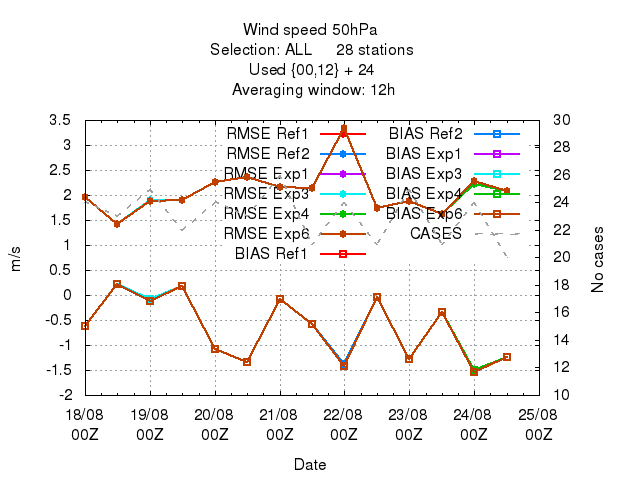 Wind speed 50hPa
Selection: ALL 28 stations
Used {00,12} + 24
Averaging window: 12h
3.5
3
2.5
2
1.5
1
0.5
0
-0.5
-1
-1.5
-2
30
28
26
24
22
20
18
16
14
12
10
m/s
No cases
RMSE Ref1
RMSE Ref2
RMSE Exp1
RMSE Exp3
RMSE Exp4
RMSE Exp6
BIAS Ref1
BIAS Ref2
BIAS Exp1
BIAS Exp3
BIAS Exp4
BIAS Exp6
CASES
18/08 19/08 20/08 21/08 22/08 23/08 24/08 25/08
00Z 00Z 00Z 00Z 00Z 00Z 00Z 00Z
Date